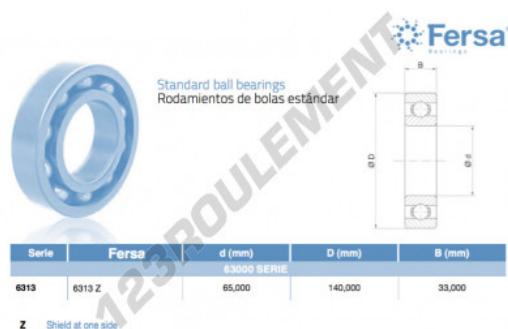 Fersa
Bearings
Standard ball bearings
Rodamientos de bolas estándar
B
Ø D
Ø d
123ROULEMENT
Serie Fersa d (mm) D (mm) B (mm)
63000 SERIE
6313 6313 Z 65,000 140,000 33,000
Z Shield at one side